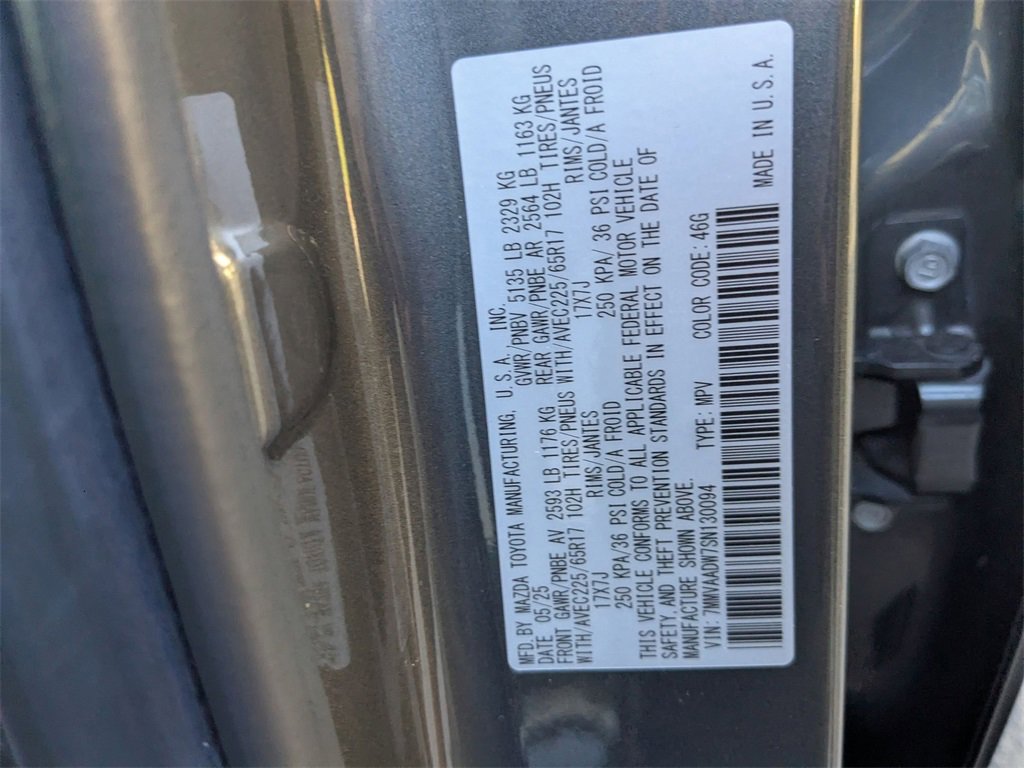 MFD. BY MAZDA TOYOTA MANUFACTURING, U.S.A., INC.
DATE 05/25 GVWR/PNBV 5135 LB 2329 KG
FRONT GAWR/PNBE AV 2593 LB 1176 KG REAR GAWR/PNBE AR 2564 LB 1163 KG
WITH/AVEC225/65R17 102H TIRES/PNEUS WITH/AVEC225/65R17 102H TIRES/PNEUS
17X7J RIMS/JANTES 17X7J RIMS/JANTES
250 KPA/36 PSI COLD/A FROID 250 KPA/36 PSI COLD/A FROID
THIS VEHICLE CONFORMS TO ALL APPLICABLE FEDERAL MOTOR VEHICLE
SAFETY, AND THEFT PREVENTION STANDARDS IN EFFECT ON THE DATE OF
MANUFACTURE SHOWN ABOVE.
VIN: 7MMVAADW7SN130094 TYPE: MPV COLOR CODE: 46G
MADE IN U.S.A.